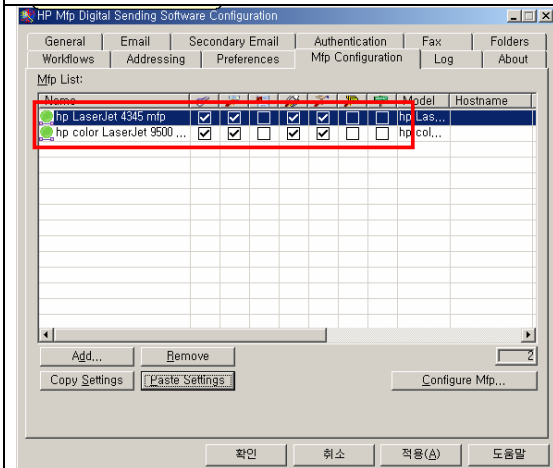 HP Mfp Digital Sending Software Configuration
General Email Secondary Email Authentication Fax Folders
Workflows Addressing Preferences Mfp Configuration Log About
Mfp List:
Name Model Hostname
hp LaserJet 4345 mfp hp Las...
hp color LaserJet 9500 ... hp col...
Add... Remove 2
Copy Settings Paste Settings Configure Mfp...
확인 취소 적용(A) 도움말